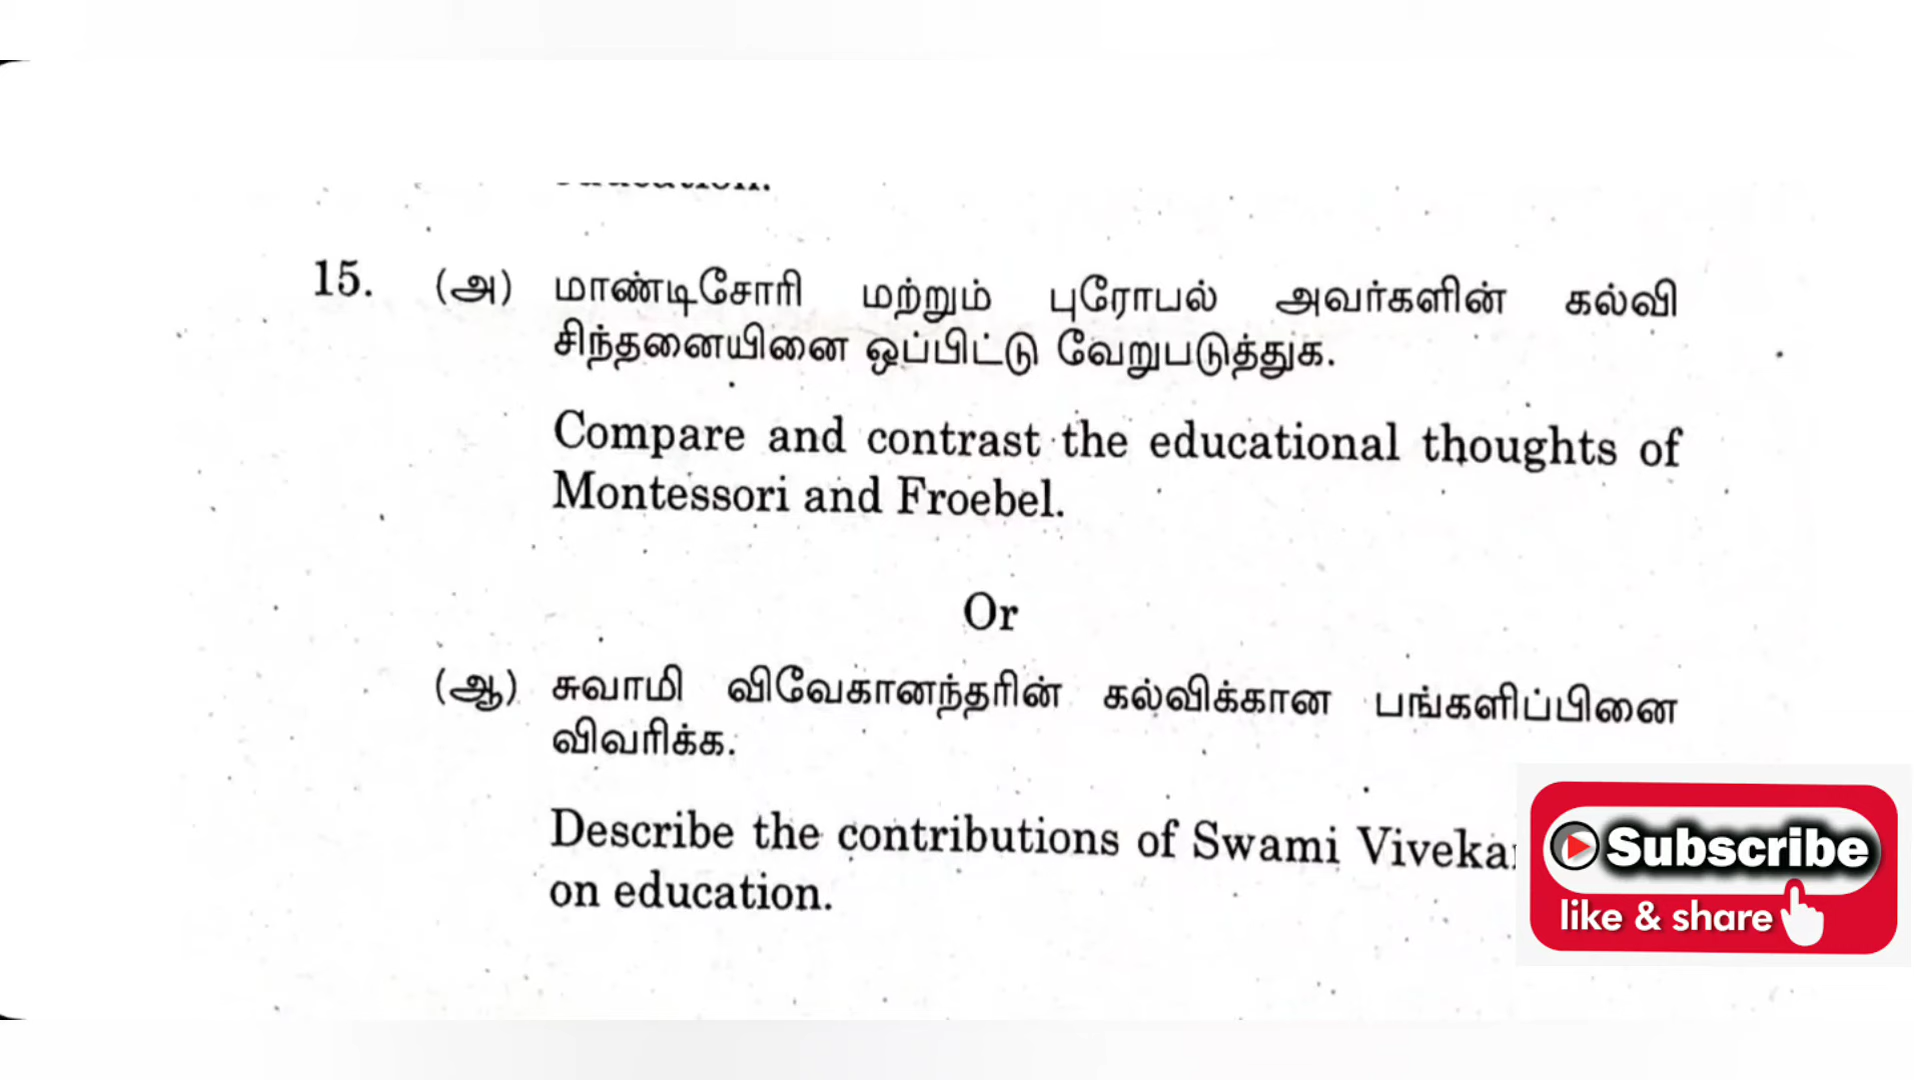 15. (அ) மாண்டிசோரி மற்றும் புரோபல் அவர்களின் கல்வி
சிந்தனையினை ஒப்பிட்டு வேறுபடுத்துக.
Compare and contrast the educational thoughts of
Montessori and Froebel.
Or
(ஆ) சுவாமி விவேகானந்தரின் கல்விக்கான பங்களிப்பினை
விவரிக்க.
Describe the contributions of Swami
on education.
Subscribe
like & share